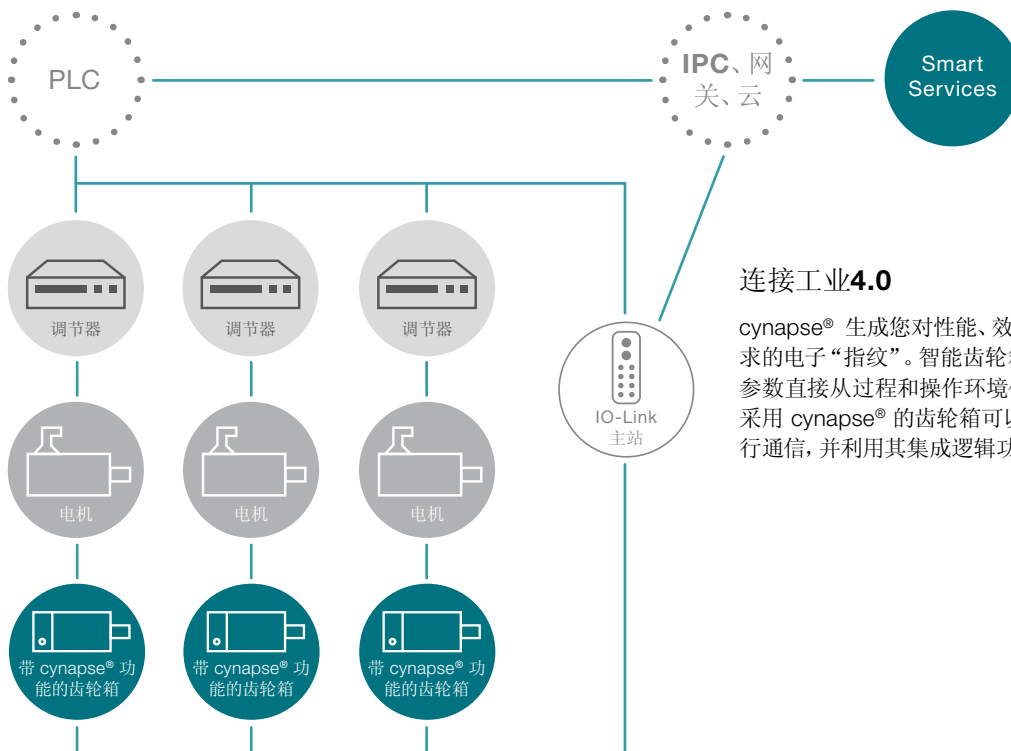 PLC
IPC、网
关、云
Smart
Services
调节器
调节器
调节器
连接工业4.0
cynapse® 生成您对性能、效
求的电子“指纹”。智能齿轮
参数直接从过程和操作环境
采用 cynapse® 的齿轮箱可
行通信，并利用其集成逻辑
IO-Link
主站
电机
电机
电机
带 cynapse® 功
能的齿轮箱
带 cynapse® 功
能的齿轮箱
带 cynapse® 功
能的齿轮箱